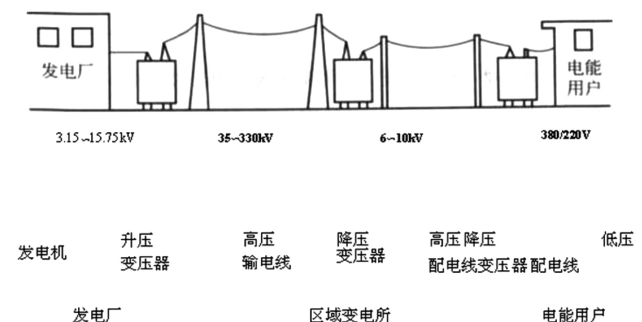 发电厂
电能
用户
3.15~15.75kV 35~330kV 6~10kV 380/220V
升压 高压 降压 高压降压 低压
发电机 变压器 输电线 变压器 配电线变压器配电线
发电厂 区域变电所 电能用户